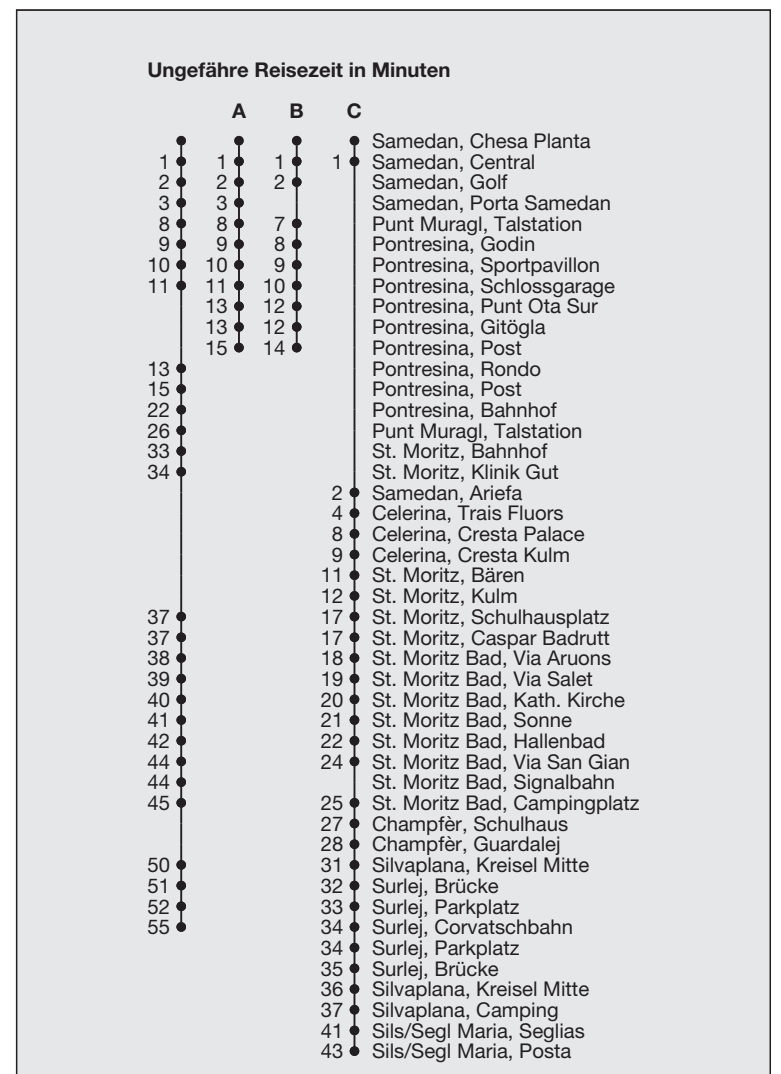 Ungefähre Reisezeit in Minuten
A B C
Samedan, Chesa Planta
1 1 1 1 Samedan, Central
2 2 2 Samedan, Golf
3 3 Samedan, Porta Samedan
8 8 7 Punt Muragl, Talstation
9 9 8 Pontresina, Godin
10 10 9 Pontresina, Sportpavillon
11 11 10 Pontresina, Schlossgarage
13 12 Pontresina, Punt Ota Sur
13 12 Pontresina, Gitögla
15 14 Pontresina, Post
13 Pontresina, Rondo
15 Pontresina, Post
22 Pontresina, Bahnhof
26 Punt Muragl, Talstation
33 St. Moritz, Bahnhof
34 St. Moritz, Klinik Gut
2 Samedan, Ariefa
4 Celerina, Trais Fluors
8 Celerina, Cresta Palace
9 Celerina, Cresta Kulm
11 St. Moritz, Bären
12 St. Moritz, Kulm
37 17 St. Moritz, Schulhausplatz
37 17 St. Moritz, Caspar Badrutt
38 18 St. Moritz Bad, Via Aruons
39 19 St. Moritz Bad, Via Salet
40 20 St. Moritz Bad, Kath. Kirche
41 21 St. Moritz Bad, Sonne
42 22 St. Moritz Bad, Hallenbad
44 24 St. Moritz Bad, Via San Gian
44 St. Moritz Bad, Signalbahn
45 25 St. Moritz Bad, Campingplatz
27 Champfèr, Schulhaus
28 Champfèr, Guardalej
50 31 Silvaplana, Kreisel Mitte
51 32 Surlej, Brücke
52 33 Surlej, Parkplatz
55 34 Surlej, Corvatschbahn
34 Surlej, Parkplatz
35 Surlej, Brücke
36 Silvaplana, Kreisel Mitte
37 Silvaplana, Camping
41 Sils/Segl Maria, Seglias
43 Sils/Segl Maria, Posta